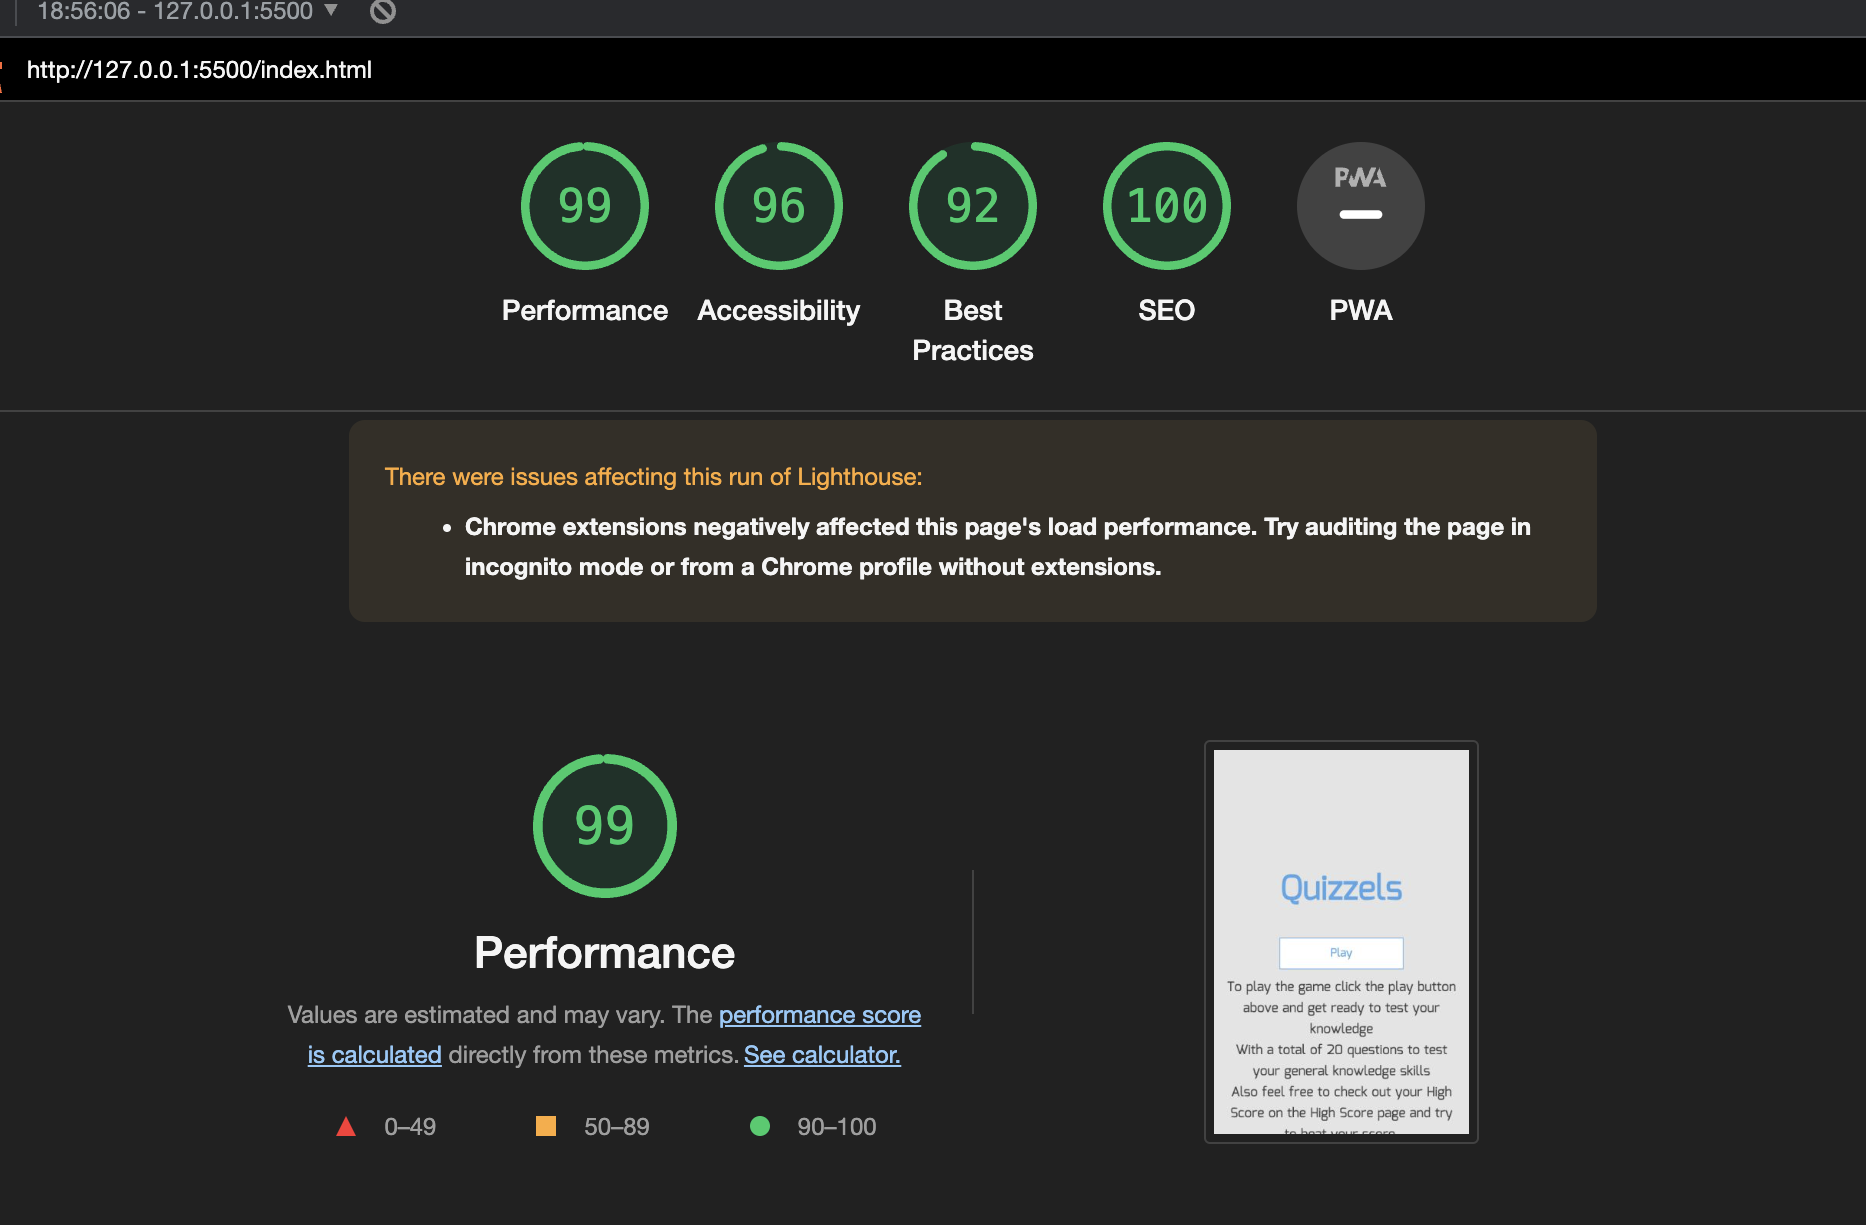 18:56:06 - 127.0.0.1:5500
http://127.0.0.1:5500/index.html
99
96
92
100
PWA
Performance
Accessibility
Best
Practices
SEO
PWA
There were issues affecting this run of Lighthouse:
Chrome extensions negatively affected this page's load performance. Try auditing the page in
incognito mode or from a Chrome profile without extensions.
99
Performance
Values are estimated and may vary. The performance score
is calculated directly from these metrics. See calculator.
0–49
50–89
90–100
Quizzels
Play
To play the game click the play button
above and get ready to test your
knowledge
With a total of 20 questions to test
your general knowledge skills
Also feel free to check out your High
Score on the High Score page and try
to beat your score